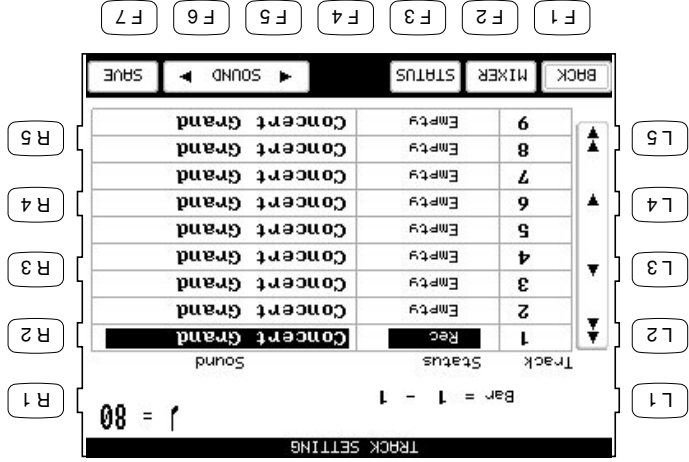 TRACK SETTING
L1 Bar = 1 - 1 ♩ = 80 R1
Track Status Sound
L2 1 Rec Concert Grand R2
2 Empty Concert Grand
3 Empty Concert Grand
L3 4 Empty Concert Grand R3
5 Empty Concert Grand
L4 6 Empty Concert Grand R4
7 Empty Concert Grand
8 Empty Concert Grand
L5 9 Empty Concert Grand R5
BACK MIXER STATUS ◄ SOUND ► SAVE
F1 F2 F3 F4 F5 F6 F7